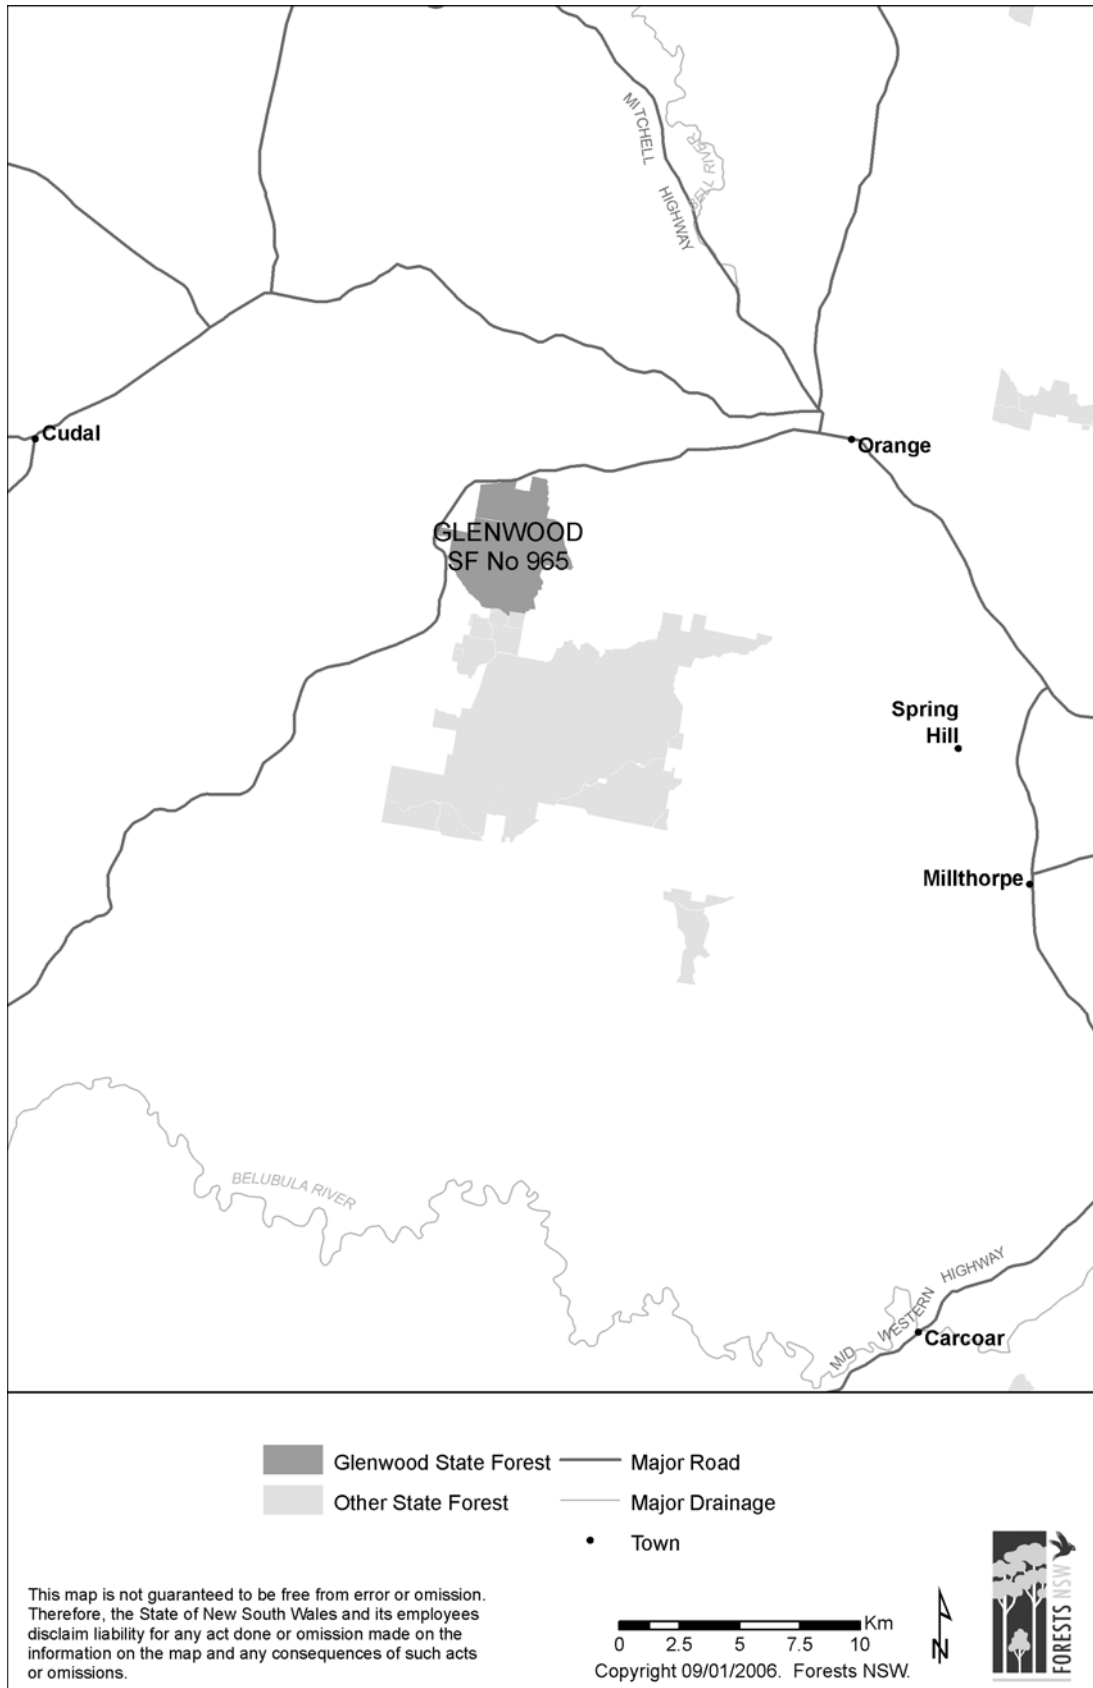 MITCHELL
HIGHWAY
BELL RIVER
Cudal
Orange
GLENWOOD
SF No 965
Spring
Hill
Millthorpe
BELUBULA RIVER
MID WESTERN HIGHWAY
Carcoar
Glenwood State Forest
Major Road
Other State Forest
Major Drainage
Town
This map is not guaranteed to be free from error or omission.
Therefore, the State of New South Wales and its employees
disclaim liability for any act done or omission made on the
information on the map and any consequences of such acts
or omissions.
Km
0 2.5 5 7.5 10
Copyright 09/01/2006. Forests NSW.
N
FORESTS NSW